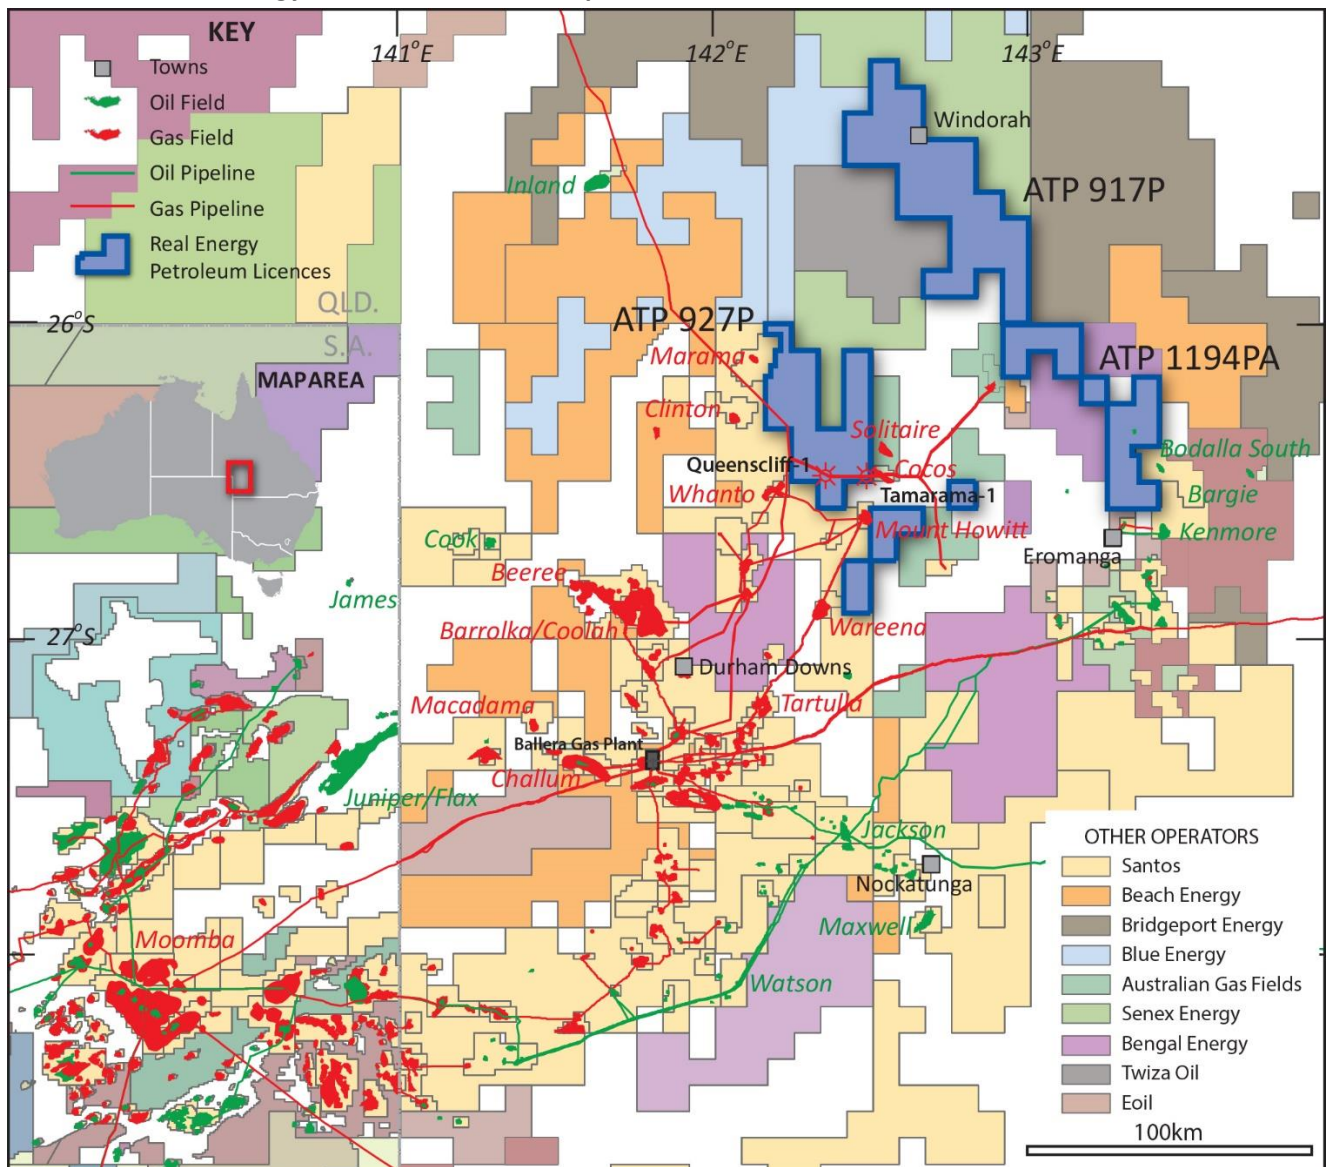 KEY
Towns
Oil Field
Gas Field
Oil Pipeline
Gas Pipeline
Real Energy
Petroleum Licences
141°E
142°E
143°E
Windorah
ATP 917P
Inland
QLD.
26°S
S.A.
ATP 927P
ATP 1194PA
MAPAREA
Marama
Clinton
Solitaire
Bodalla South
Queenscliff-1
Cocos
Whanto
Tamarama-1
Bargie
Mount Howitt
Kenmore
Cook
Eromanga
Beeree
James
Barrolka/Coolah
Wareena
27°S
Durham Downs
Macadama
Tartulla
Ballera Gas Plant
Challum
Juniper/Flax
Jackson
Nockatunga
Maxwell
Moomba
Watson
OTHER OPERATORS
Santos
Beach Energy
Bridgeport Energy
Blue Energy
Australian Gas Fields
Senex Energy
Bengal Energy
Twiza Oil
Eoil
100km